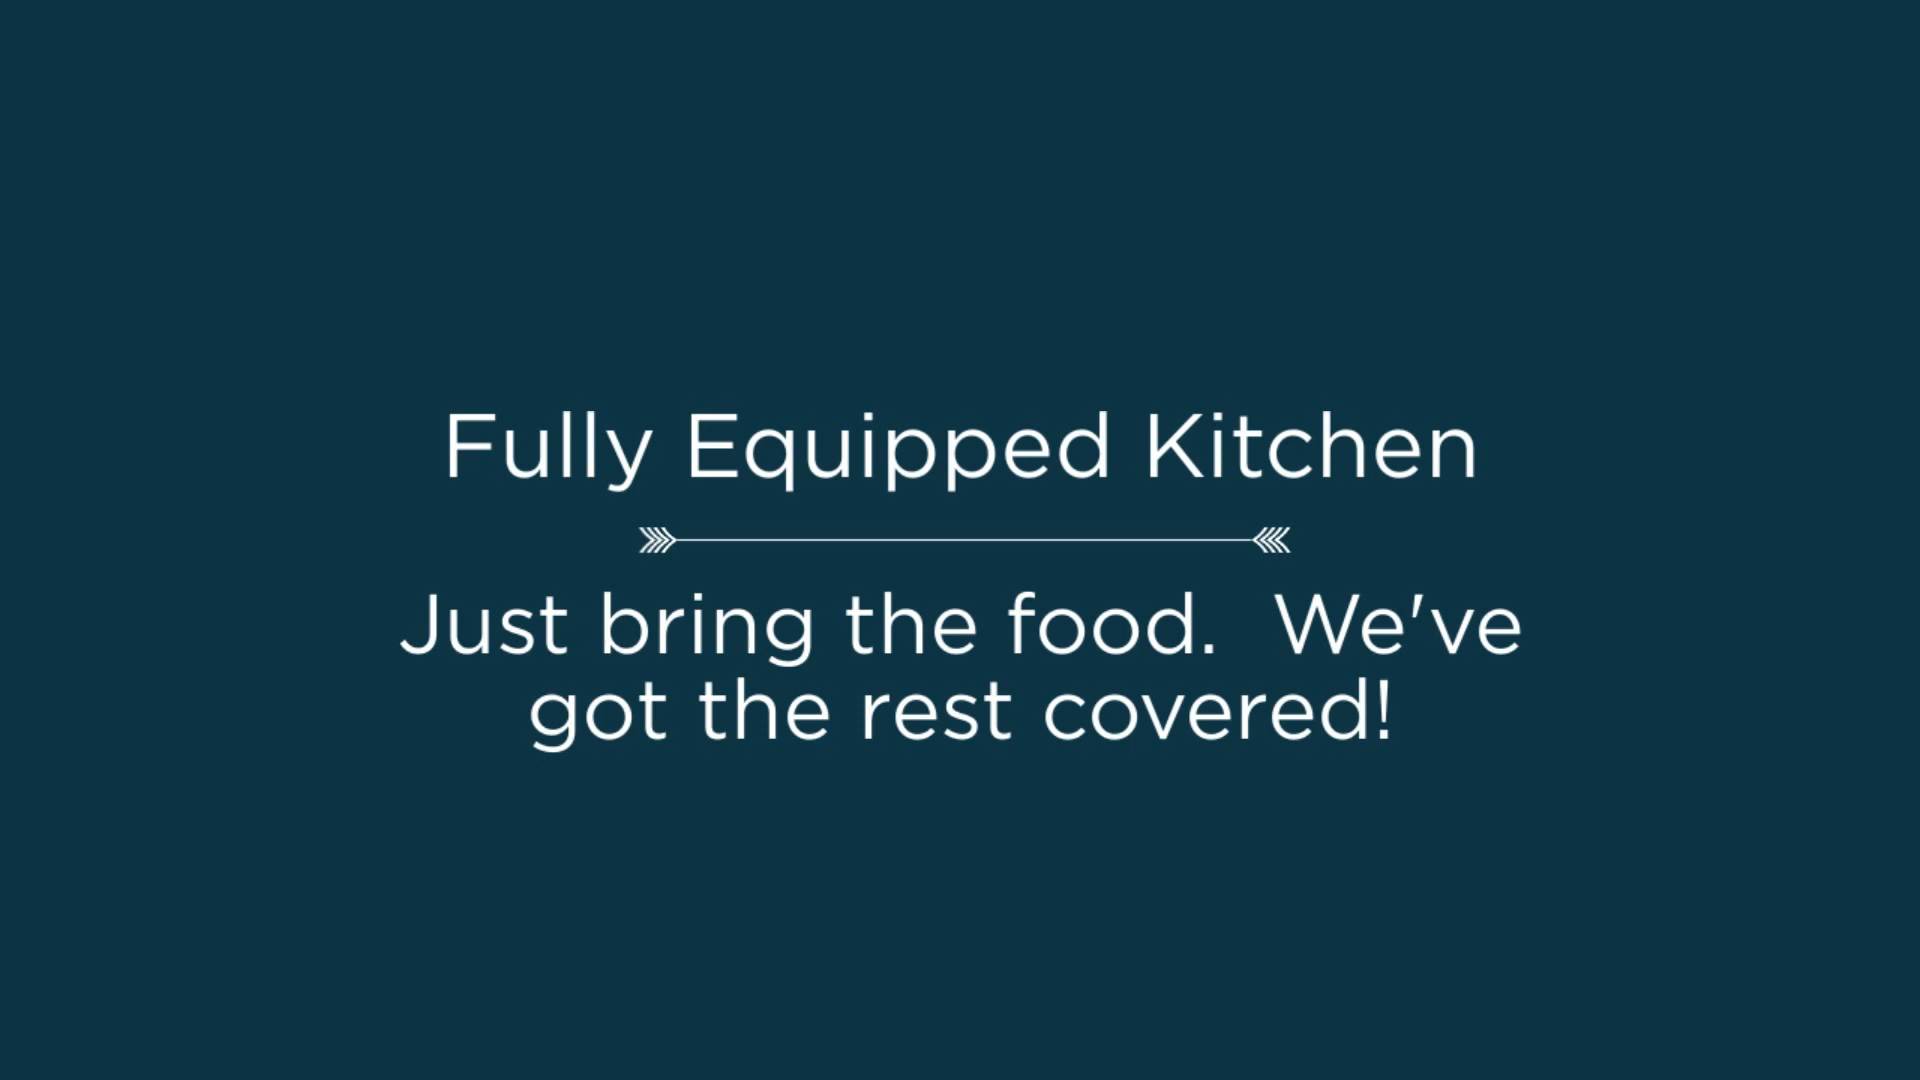 Fully Equipped Kitchen
Just bring the food.  We've
got the rest covered!